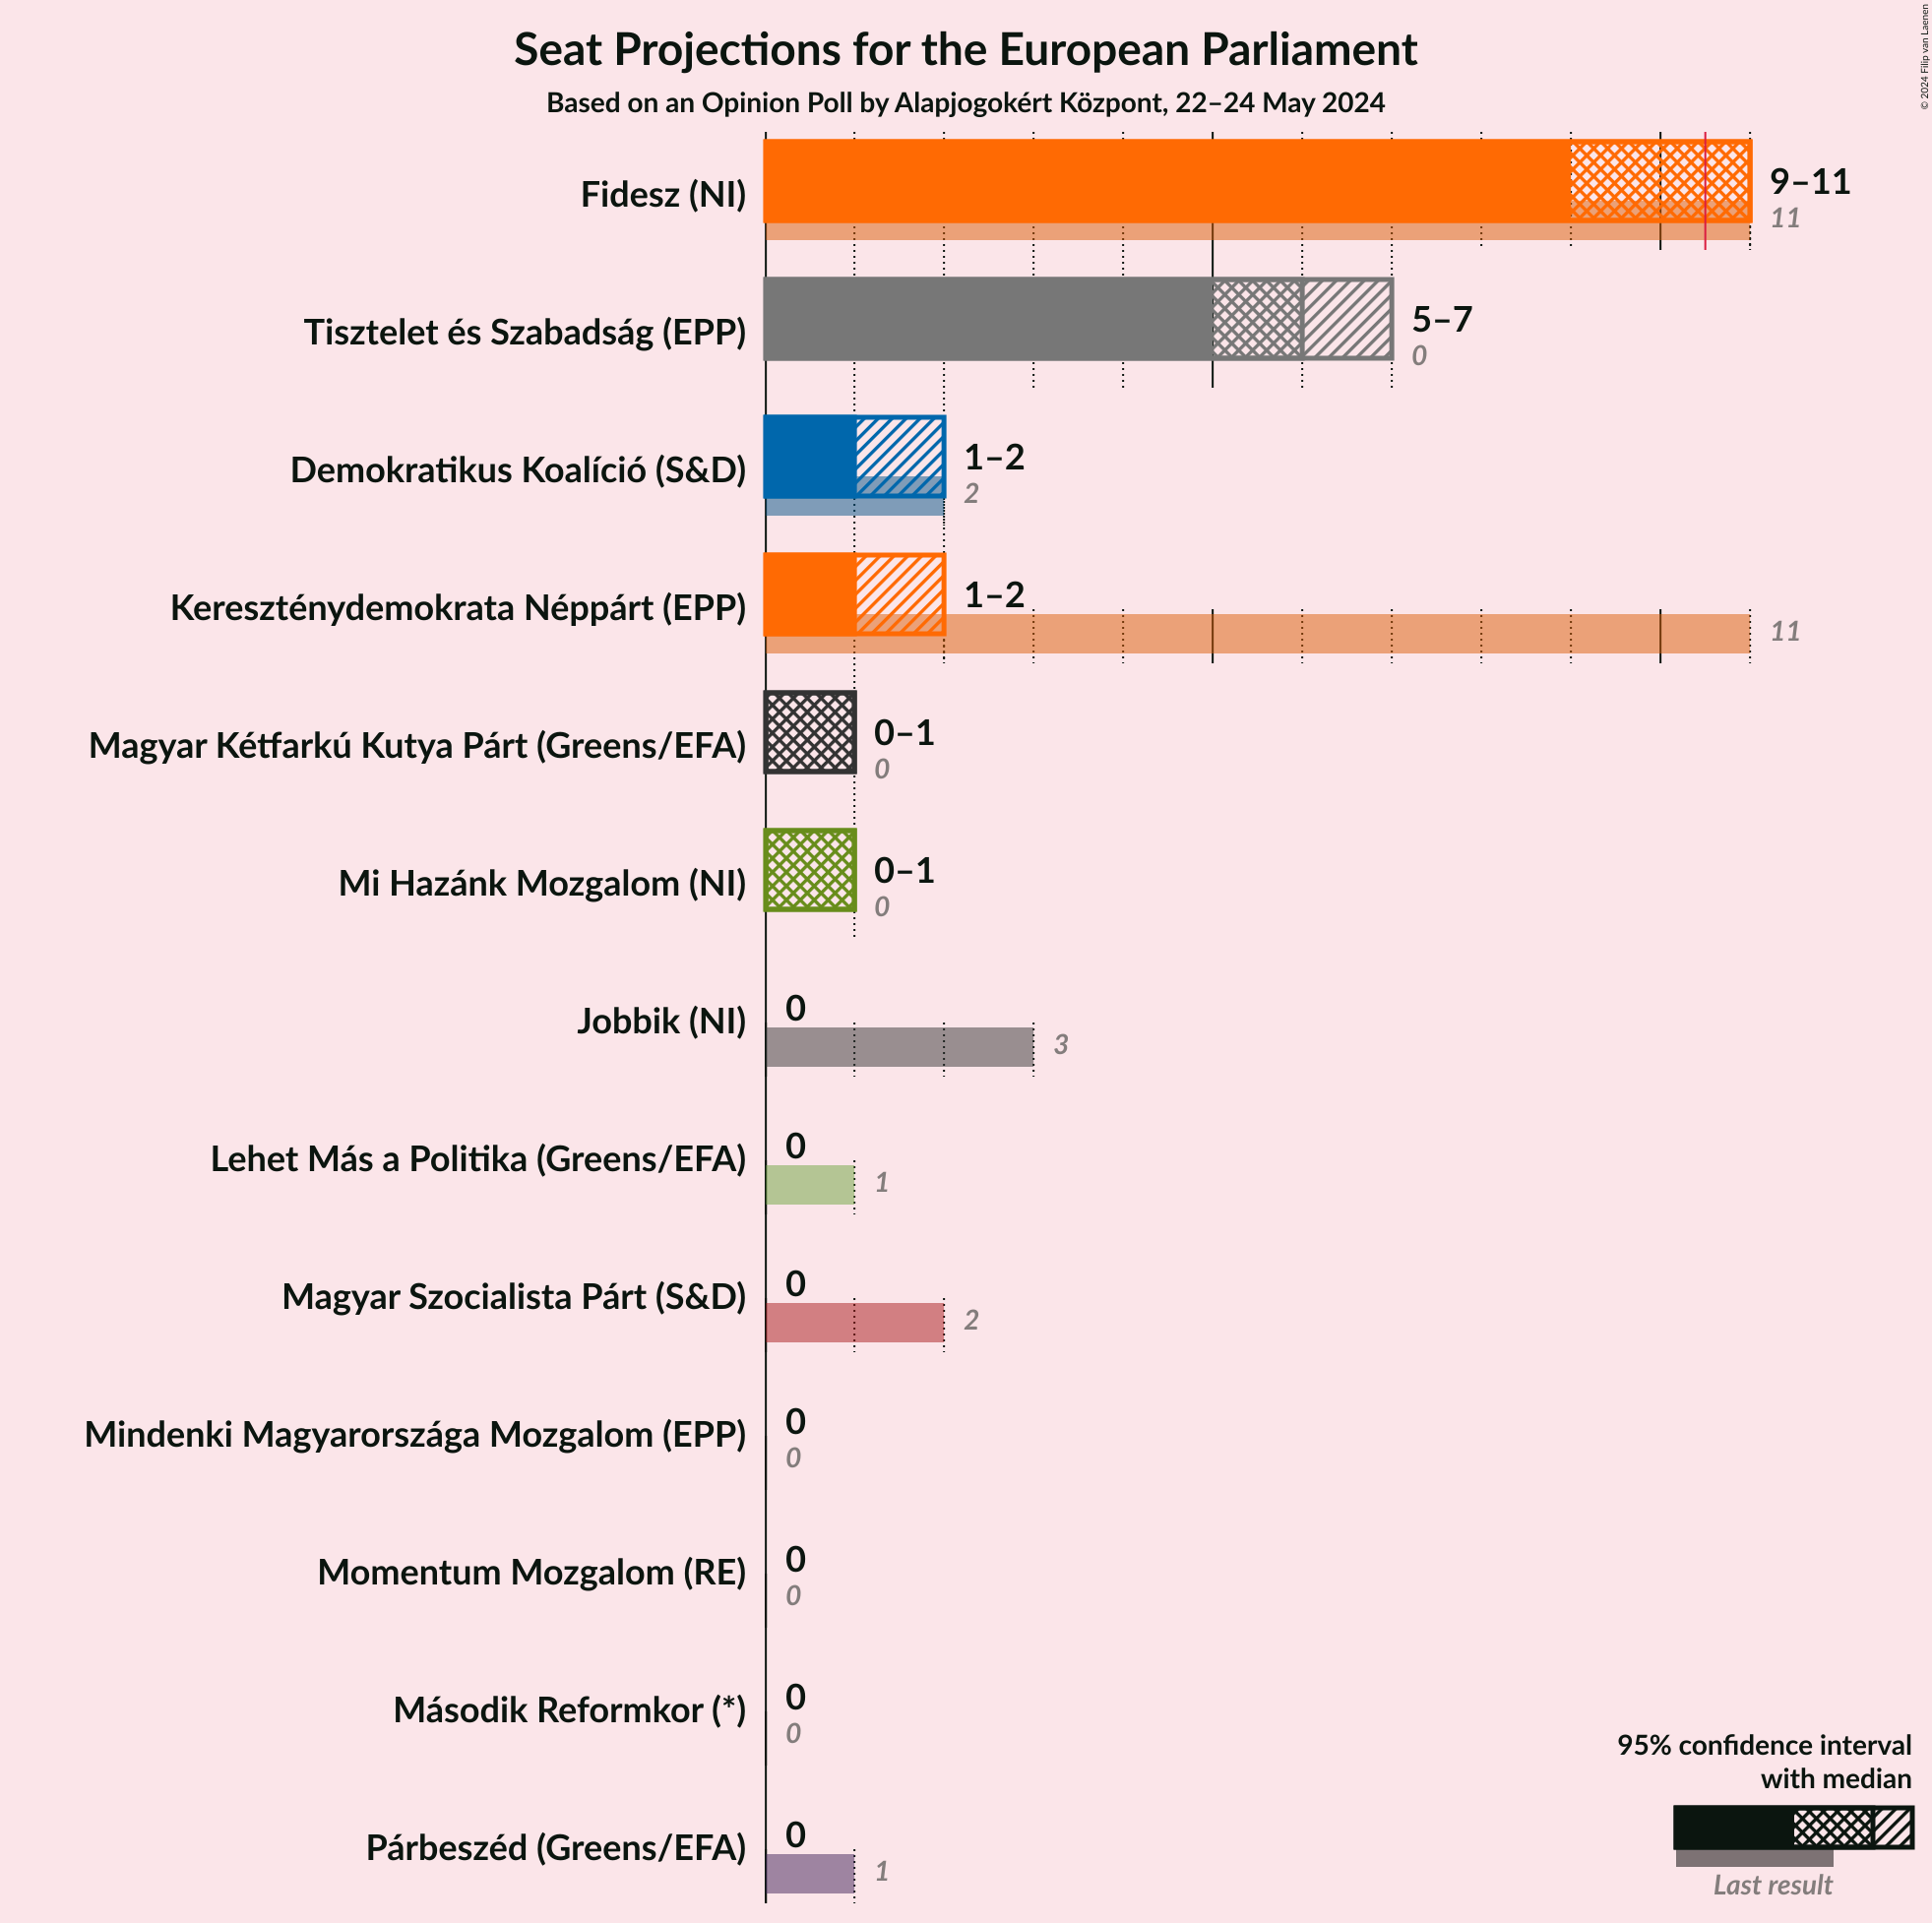 Seat Projections for the European Parliament
Based on an Opinion Poll by Alapjogokért Központ, 22–24 May 2024
© 2024 Filip van Laenen
Fidesz (NI)
9–11
11
Tisztelet és Szabadság (EPP)
5–7
0
Demokratikus Koalíció (S&D)
1–2
2
Kereszténydemokrata Néppárt (EPP)
1–2
11
Magyar Kétfarkú Kutya Párt (Greens/EFA)
0–1
0
Mi Hazánk Mozgalom (NI)
0–1
0
Jobbik (NI)
0
3
Lehet Más a Politika (Greens/EFA)
0
1
Magyar Szocialista Párt (S&D)
0
2
Mindenki Magyarországa Mozgalom (EPP)
0
0
Momentum Mozgalom (RE)
0
0
Második Reformkor (*)
0
0
Párbeszéd (Greens/EFA)
0
1
95% confidence interval
with median
Last result